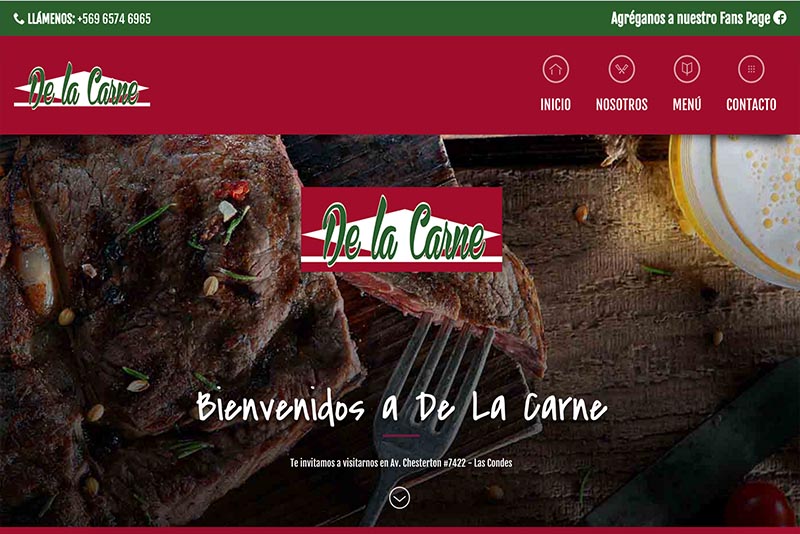 LLÁMENOS: +569 6574 6965
Agréganos a nuestro Fans Page
De la Carne
INICIO
NOSOTROS
MENÚ
CONTACTO
De la Carne
Bienvenidos a De La Carne
Te invitamos a visitarnos en Av. Chesterton #7422 - Las Condes